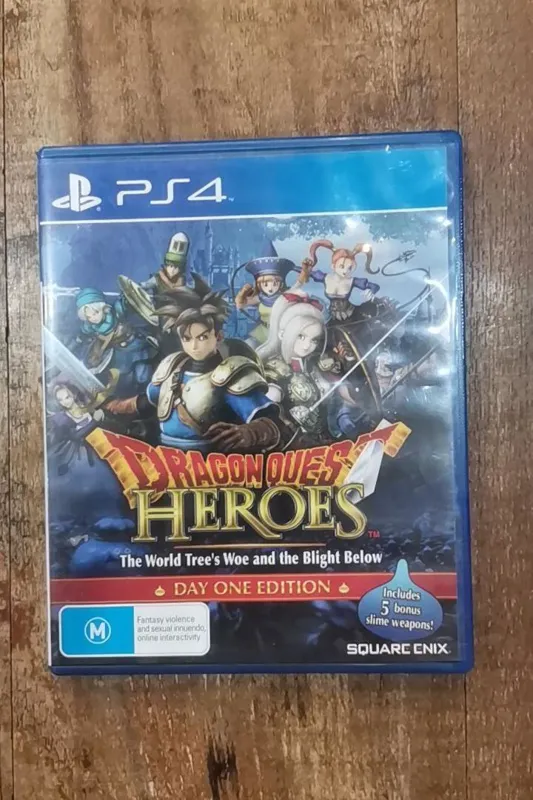 PS4
DRAGON QUEST
HEROES™
The World Tree's Woe and the Blight Below
DAY ONE EDITION
Includes
5 bonus
slime weapons!
M
Fantasy violence
and sexual innuendo,
online interactivity
SQUARE ENIX